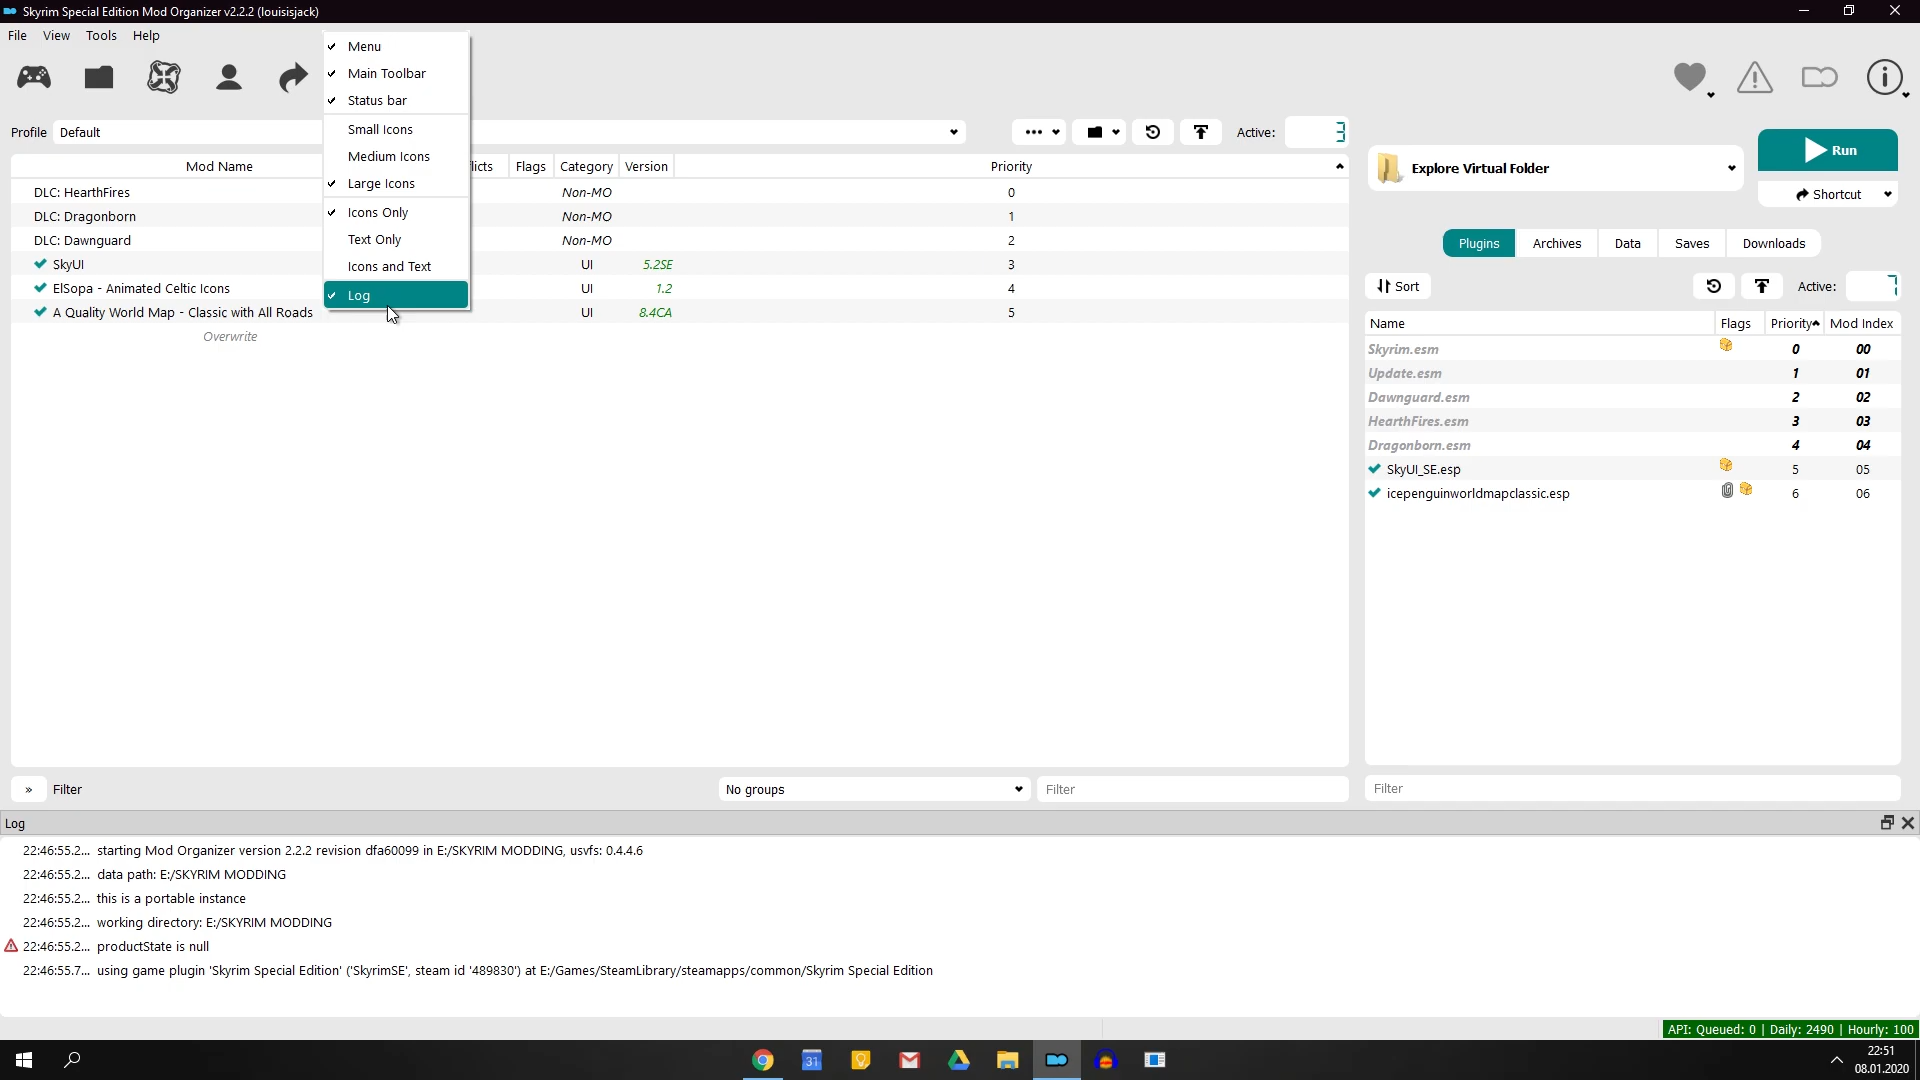 Skyrim Special Edition Mod Organizer v2.2.2 (louisisjack)
File View Tools Help
Menu
Main Toolbar
Status bar
Small Icons
Medium Icons
Large Icons
Icons Only
Text Only
Icons and Text
Log
Profile Default
Active: 3
Mod Name flicts Flags Category Version Priority
DLC: HearthFires Non-MO 0
DLC: Dragonborn Non-MO 1
DLC: Dawnguard Non-MO 2
SkyUI UI 5.2SE 3
ElSopa - Animated Celtic Icons UI 1.2 4
A Quality World Map - Classic with All Roads UI 8.4CA 5
Overwrite
» Filter No groups Filter
Explore Virtual Folder
Run
Shortcut
Plugins Archives Data Saves Downloads
Sort Active: 7
Name Flags Priority Mod Index
Skyrim.esm 0 00
Update.esm 1 01
Dawnguard.esm 2 02
HearthFires.esm 3 03
Dragonborn.esm 4 04
SkyUI_SE.esp 5 05
icepenguinworldmapclassic.esp 6 06
Filter
Log
22:46:55.2... starting Mod Organizer version 2.2.2 revision dfa60099 in E:/SKYRIM MODDING, usvfs: 0.4.4.6
22:46:55.2... data path: E:/SKYRIM MODDING
22:46:55.2... this is a portable instance
22:46:55.2... working directory: E:/SKYRIM MODDING
22:46:55.2... productState is null
22:46:55.7... using game plugin 'Skyrim Special Edition' ('SkyrimSE', steam id '489830') at E:/Games/SteamLibrary/steamapps/common/Skyrim Special Edition
API: Queued: 0 | Daily: 2490 | Hourly: 100
31
22:51
08.01.2020